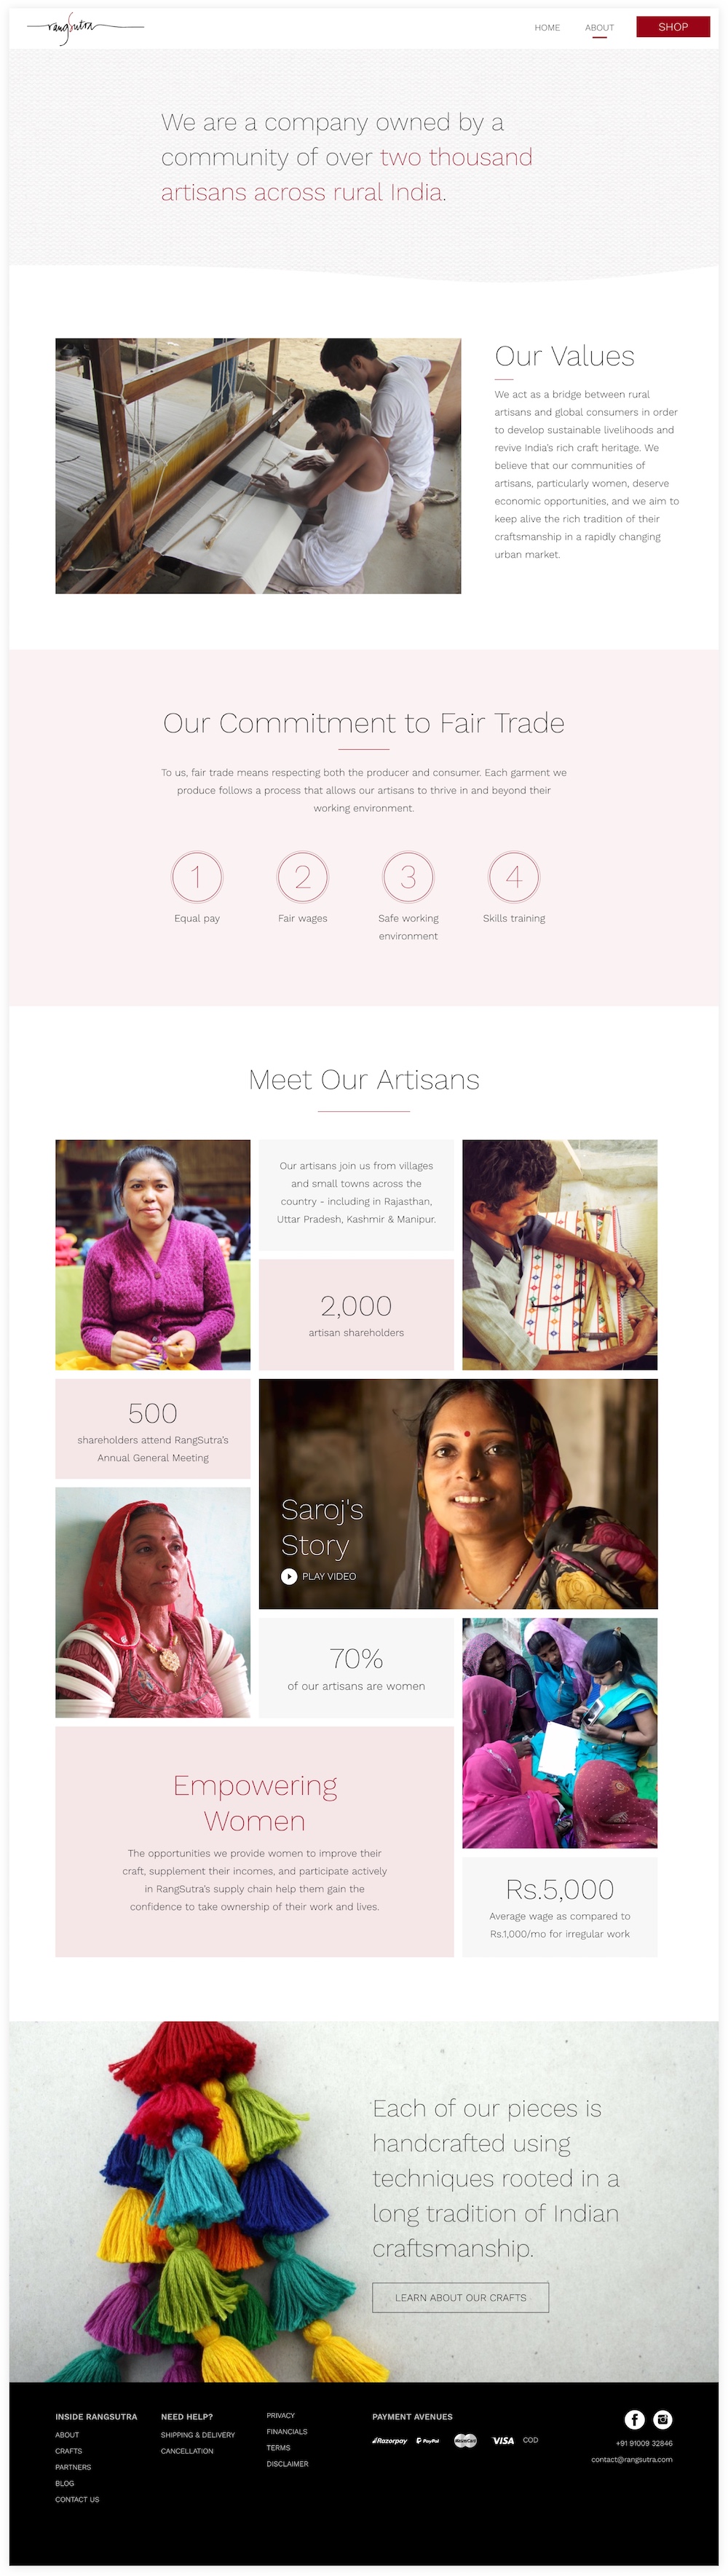 rangSutra
HOME
ABOUT
SHOP
We are a company owned by a
community of over two thousand
artisans across rural India.
Our Values
We act as a bridge between rural
artisans and global consumers in order
to develop sustainable livelihoods and
revive India's rich craft heritage. We
believe that our communities of
artisans, particularly women, deserve
economic opportunities, and we aim to
keep alive the rich tradition of their
craftsmanship in a rapidly changing
urban market.
Our Commitment to Fair Trade
To us, fair trade means respecting both the producer and consumer. Each garment we
produce follows a process that allows our artisans to thrive in and beyond their
working environment.
1
Equal pay
2
Fair wages
3
Safe working
environment
4
Skills training
Meet Our Artisans
Our artisans join us from villages
and small towns across the
country - including in Rajasthan,
Uttar Pradesh, Kashmir & Manipur.
2,000
artisan shareholders
500
shareholders attend RangSutra's
Annual General Meeting
Saroj's
Story
PLAY VIDEO
70%
of our artisans are women
Empowering
Women
The opportunities we provide women to improve their
craft, supplement their incomes, and participate actively
in RangSutra's supply chain help them gain the
confidence to take ownership of their work and lives.
Rs.5,000
Average wage as compared to
Rs.1,000/mo for irregular work
Each of our pieces is
handcrafted using
techniques rooted in a
long tradition of Indian
craftsmanship.
LEARN ABOUT OUR CRAFTS
INSIDE RANGSUTRA
ABOUT
CRAFTS
PARTNERS
BLOG
CONTACT US
NEED HELP?
SHIPPING & DELIVERY
CANCELLATION
PRIVACY
FINANCIALS
TERMS
DISCLAIMER
PAYMENT AVENUES
Razorpay
PayPal
MasterCard
VISA
COD
+91 91009 32846
contact@rangsutra.com